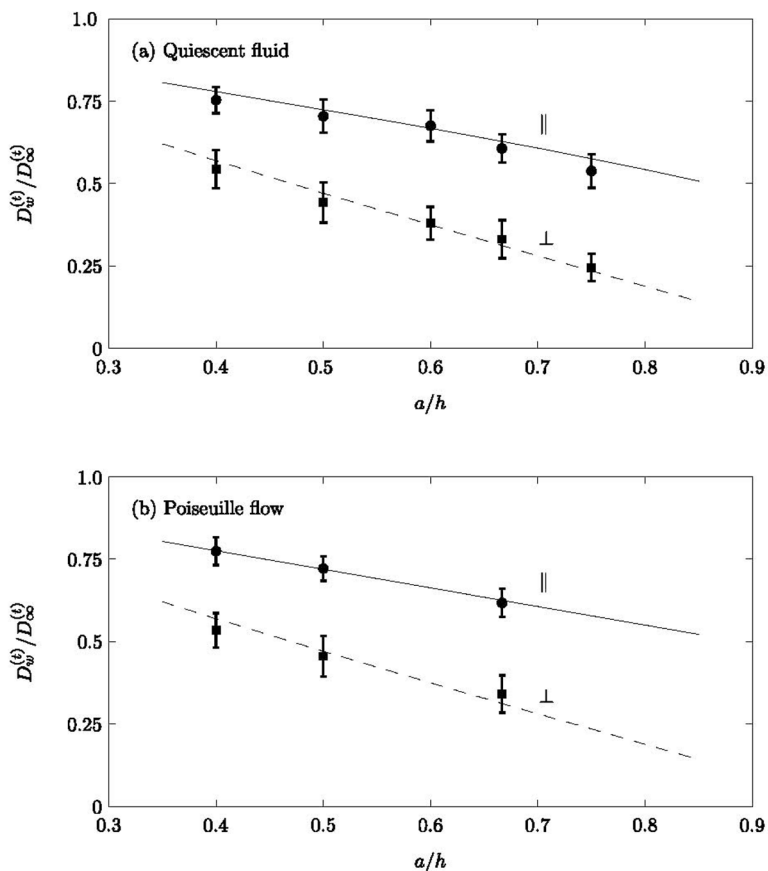 1.0
(a) Quiescent fluid
0.75
∥
0.5
⊥
0.25
0
D_w^{(t)}/D_∞^{(t)}
0.3 0.4 0.5 0.6 0.7 0.8 0.9
a/h
1.0
(b) Poiseuille flow
0.75
∥
0.5
⊥
0.25
0
D_w^{(t)}/D_∞^{(t)}
0.3 0.4 0.5 0.6 0.7 0.8 0.9
a/h